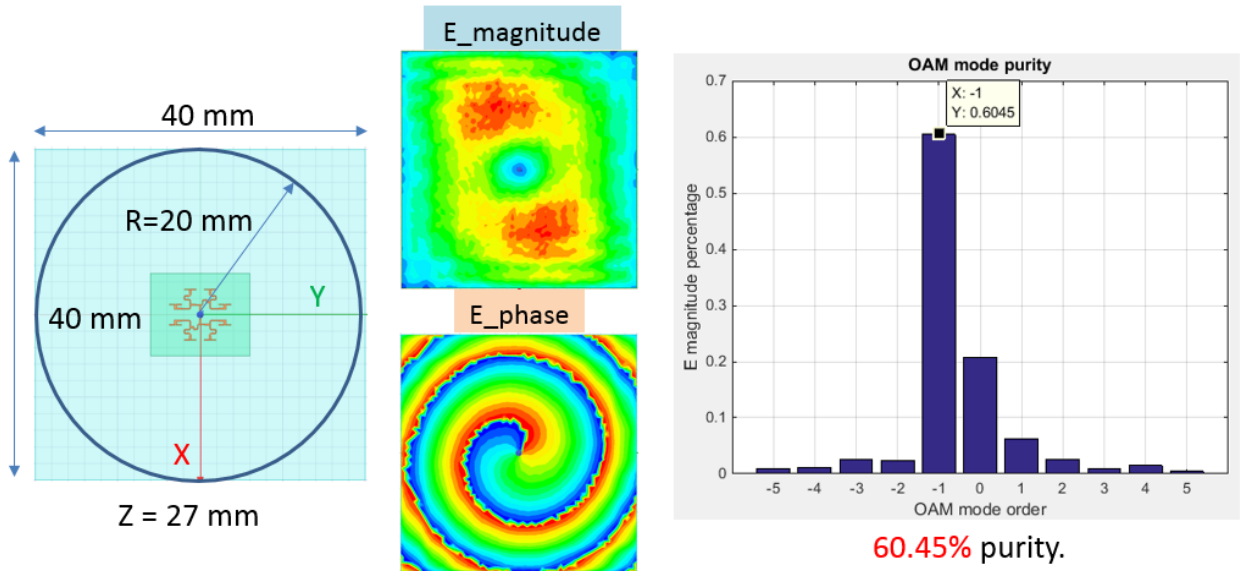 40 mm
R=20 mm
Y
40 mm
X
Z = 27 mm
E_magnitude
E_phase
OAM mode purity
X: -1
Y: 0.6045
E magnitude percentage
0.7
0.6
0.5
0.4
0.3
0.2
0.1
0
-5 -4 -3 -2 -1 0 1 2 3 4 5
OAM mode order
60.45% purity.